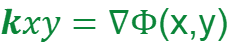 kxy = ∇Φ(x,y)